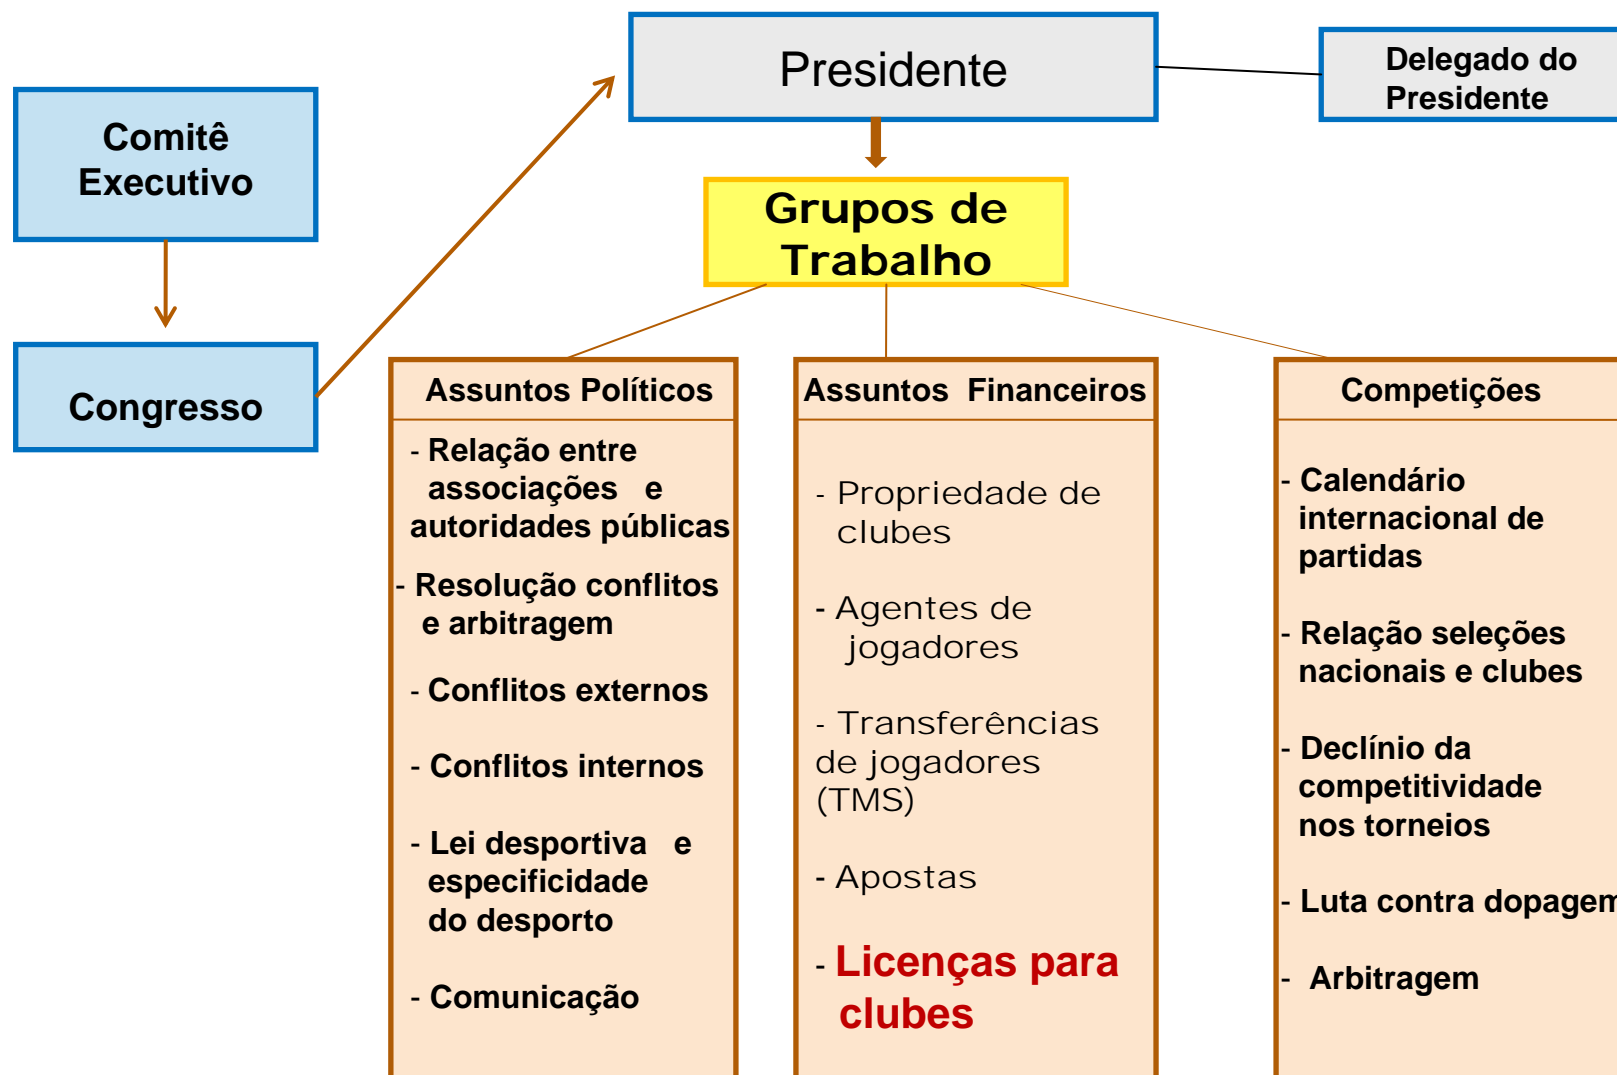 Presidente
Delegado do
Presidente
Comitê
Executivo
Grupos de
Trabalho
Congresso
Assuntos Políticos
- Relação entre
associações e
autoridades públicas
- Resolução conflitos
e arbitragem
- Conflitos externos
- Conflitos internos
- Lei desportiva e
especificidade
do desporto
- Comunicação
Assuntos Financeiros
- Propriedade de
clubes
- Agentes de
jogadores
- Transferências
de jogadores
(TMS)
- Apostas
- Licenças para
clubes
Competições
- Calendário
internacional de
partidas
- Relação seleções
nacionais e clubes
- Declínio da
competitividade
nos torneios
- Luta contra dopagem
- Arbitragem